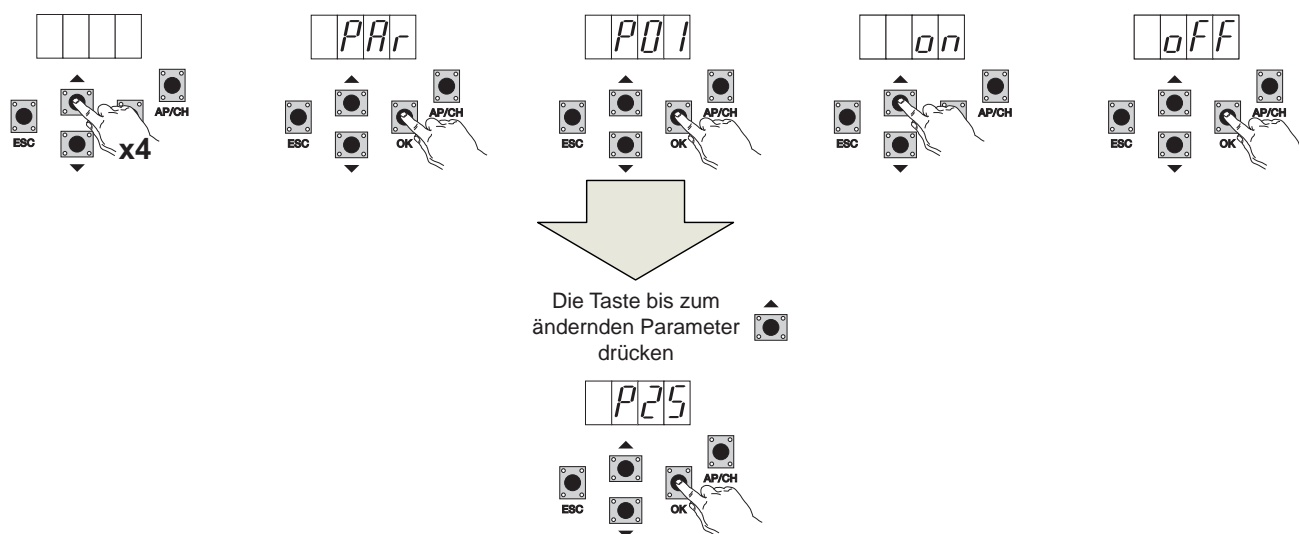 PAr
P01
on
oFF
AP/CH
ESC
x4
AP/CH
ESC
OK
AP/CH
ESC
OK
AP/CH
ESC
AP/CH
ESC
OK
Die Taste bis zum
ändernden Parameter
drücken
P25
AP/CH
ESC
OK